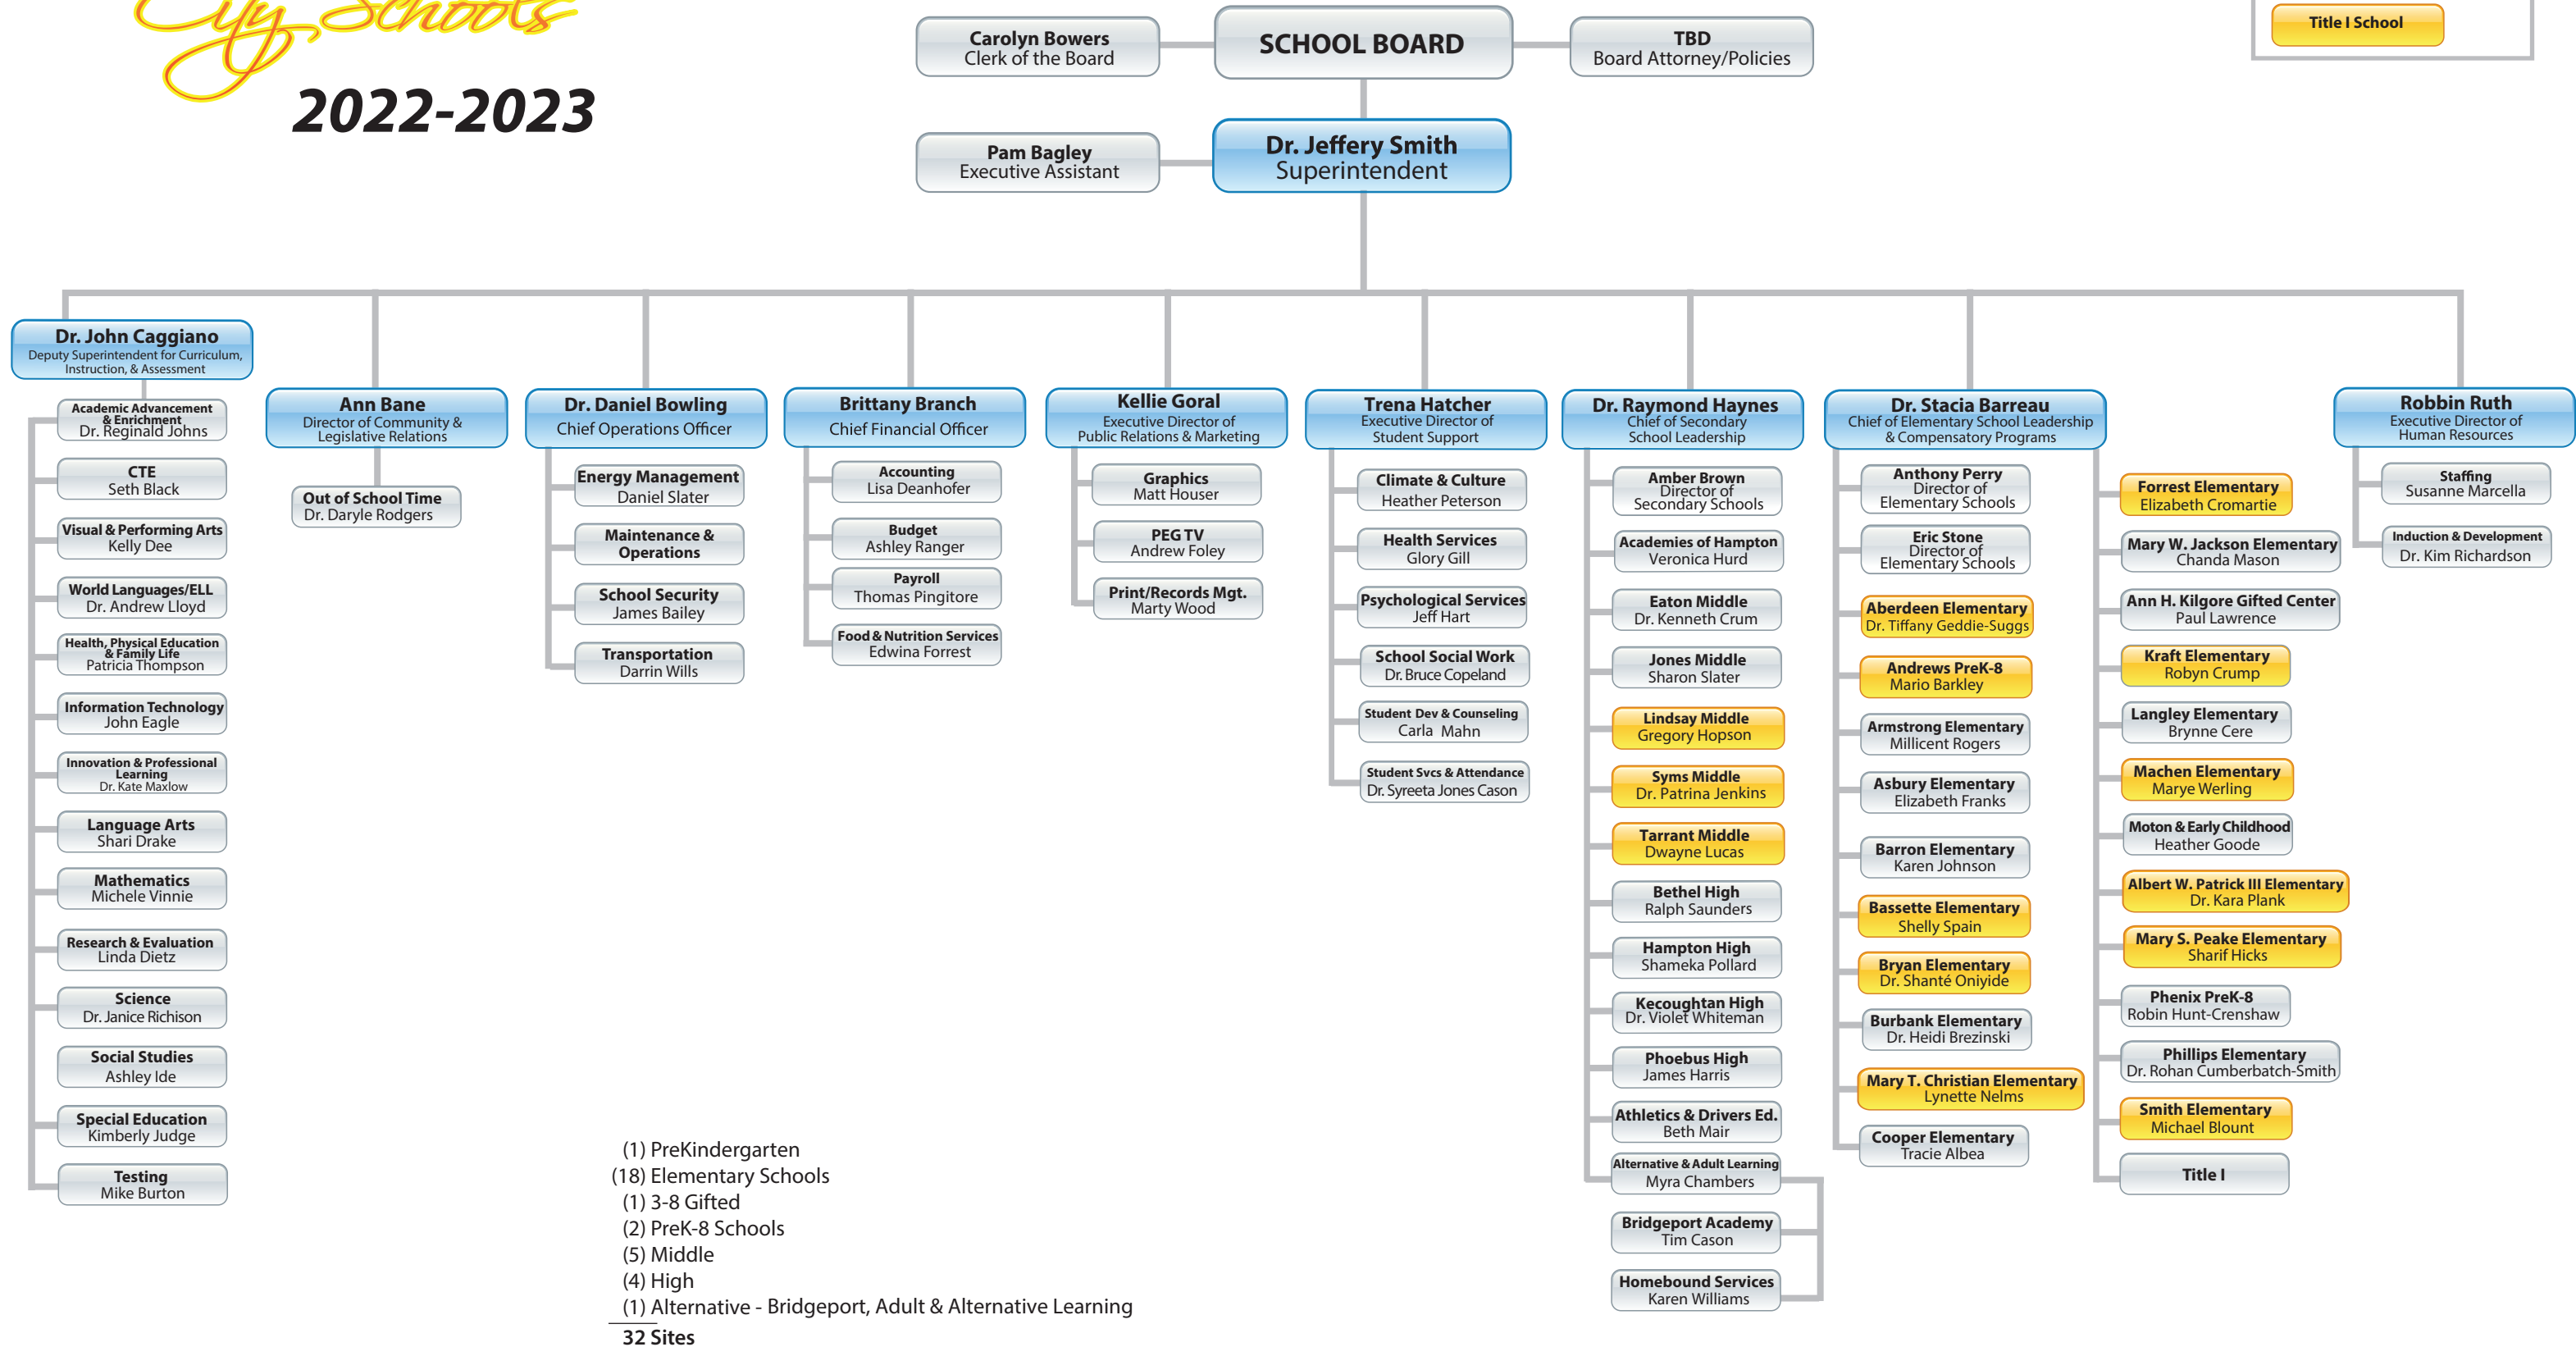 City Schools
2022-2023
Title I School
Carolyn Bowers
Clerk of the Board
SCHOOL BOARD
TBD
Board Attorney/Policies
Pam Bagley
Executive Assistant
Dr. Jeffery Smith
Superintendent
Dr. John Caggiano
Deputy Superintendent for Curriculum,
Instruction, & Assessment
Academic Advancement
& Enrichment
Dr. Reginald Johns
CTE
Seth Black
Visual & Performing Arts
Kelly Dee
World Languages/ELL
Dr. Andrew Lloyd
Health, Physical Education
& Family Life
Patricia Thompson
Information Technology
John Eagle
Innovation & Professional
Learning
Dr. Kate Maxlow
Language Arts
Shari Drake
Mathematics
Michele Vinnie
Research & Evaluation
Linda Dietz
Science
Dr. Janice Richison
Social Studies
Ashley Ide
Special Education
Kimberly Judge
Testing
Mike Burton
Ann Bane
Director of Community &
Legislative Relations
Out of School Time
Dr. Daryle Rodgers
Dr. Daniel Bowling
Chief Operations Officer
Energy Management
Daniel Slater
Maintenance &
Operations
School Security
James Bailey
Transportation
Darrin Wills
Brittany Branch
Chief Financial Officer
Accounting
Lisa Deanhofer
Budget
Ashley Ranger
Payroll
Thomas Pingitore
Food & Nutrition Services
Edwina Forrest
Kellie Goral
Executive Director of
Public Relations & Marketing
Graphics
Matt Houser
PEG TV
Andrew Foley
Print/Records Mgt.
Marty Wood
Trena Hatcher
Executive Director of
Student Support
Climate & Culture
Heather Peterson
Health Services
Glory Gill
Psychological Services
Jeff Hart
School Social Work
Dr. Bruce Copeland
Student Dev & Counseling
Carla Mahn
Student Svcs & Attendance
Dr. Syreeta Jones Cason
Dr. Raymond Haynes
Chief of Secondary
School Leadership
Amber Brown
Director of
Secondary Schools
Academies of Hampton
Veronica Hurd
Eaton Middle
Dr. Kenneth Crum
Jones Middle
Sharon Slater
Lindsay Middle
Gregory Hopson
Syms Middle
Dr. Patrina Jenkins
Tarrant Middle
Dwayne Lucas
Bethel High
Ralph Saunders
Hampton High
Shameka Pollard
Kecoughtan High
Dr. Violet Whiteman
Phoebus High
James Harris
Athletics & Drivers Ed.
Beth Mair
Alternative & Adult Learning
Myra Chambers
Bridgeport Academy
Tim Cason
Homebound Services
Karen Williams
Dr. Stacia Barreau
Chief of Elementary School Leadership
& Compensatory Programs
Anthony Perry
Director of
Elementary Schools
Eric Stone
Director of
Elementary Schools
Aberdeen Elementary
Dr. Tiffany Geddie-Suggs
Andrews PreK-8
Mario Barkley
Armstrong Elementary
Millicent Rogers
Asbury Elementary
Elizabeth Franks
Barron Elementary
Karen Johnson
Bassette Elementary
Shelly Spain
Bryan Elementary
Dr. Shanté Oniyide
Burbank Elementary
Dr. Heidi Brezinski
Mary T. Christian Elementary
Lynette Nelms
Cooper Elementary
Tracie Albea
Forrest Elementary
Elizabeth Cromartie
Mary W. Jackson Elementary
Chanda Mason
Ann H. Kilgore Gifted Center
Paul Lawrence
Kraft Elementary
Robyn Crump
Langley Elementary
Brynne Cere
Machen Elementary
Marye Werling
Moton & Early Childhood
Heather Goode
Albert W. Patrick III Elementary
Dr. Kara Plank
Mary S. Peake Elementary
Sharif Hicks
Phenix PreK-8
Robin Hunt-Crenshaw
Phillips Elementary
Dr. Rohan Cumberbatch-Smith
Smith Elementary
Michael Blount
Title I
Robbin Ruth
Executive Director of
Human Resources
Staffing
Susanne Marcella
Induction & Development
Dr. Kim Richardson
(1) PreKindergarten
(18) Elementary Schools
(1) 3-8 Gifted
(2) PreK-8 Schools
(5) Middle
(4) High
(1) Alternative - Bridgeport, Adult & Alternative Learning
32 Sites